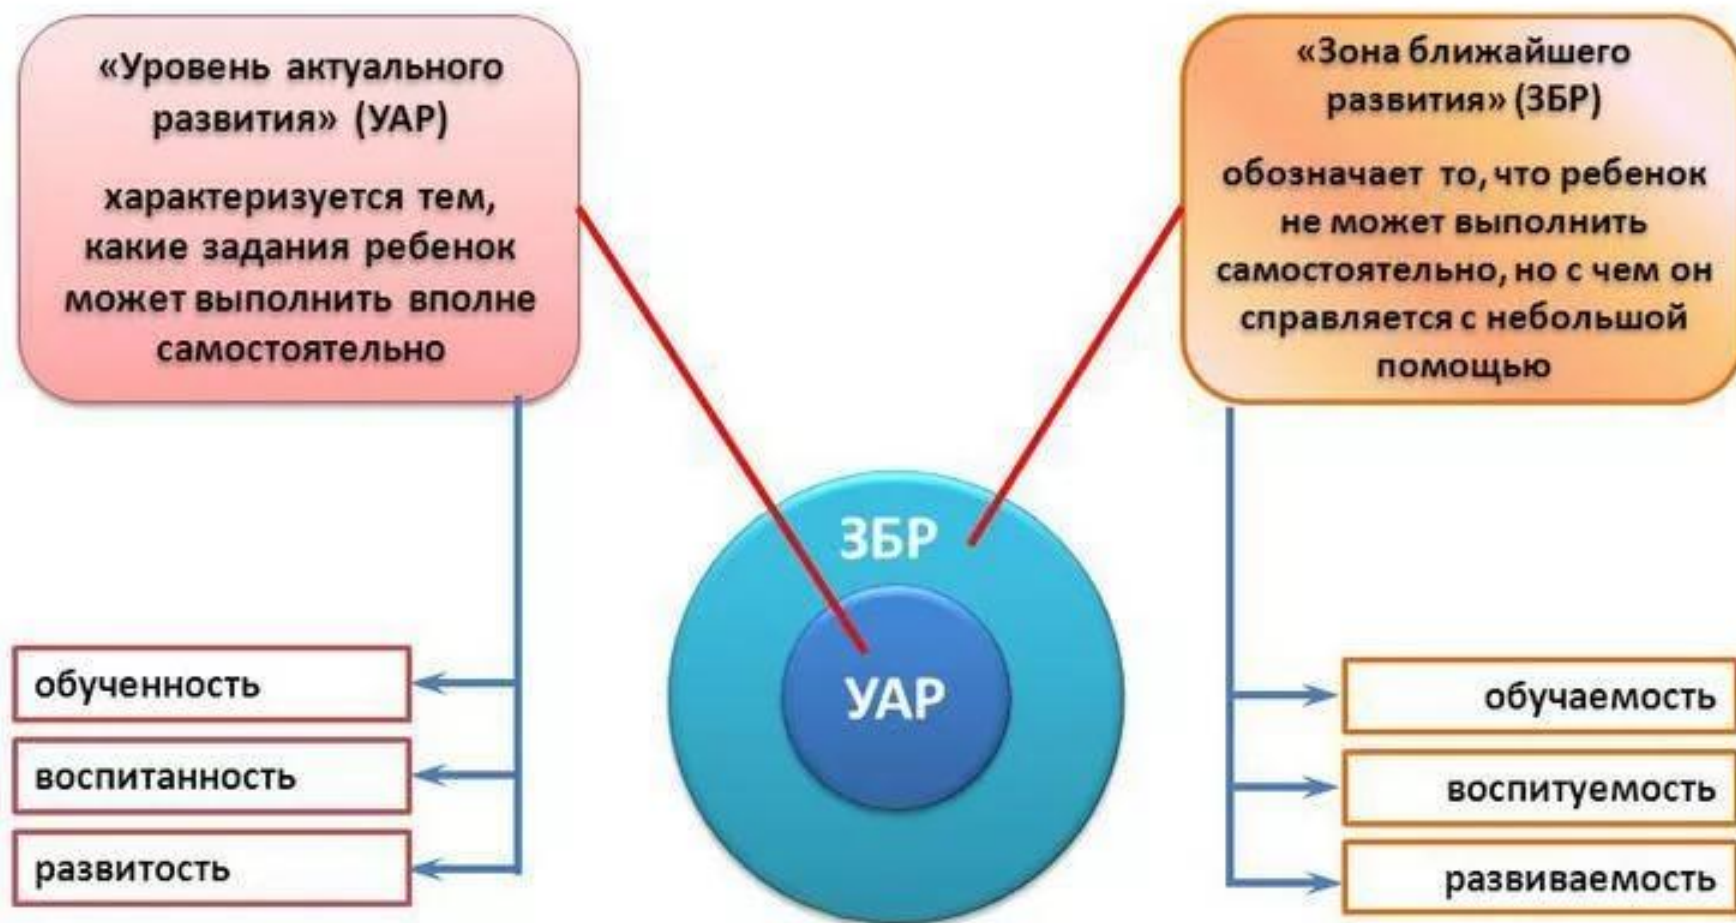 «Уровень актуального
развития» (УАР)
характеризуется тем,
какие задания ребенок
может выполнить вполне
самостоятельно
«Зона ближайшего
развития» (ЗБР)
обозначает то, что ребенок
не может выполнить
самостоятельно, но с чем он
справляется с небольшой
помощью
ЗБР
УАР
обученность
воспитанность
развитость
обучаемость
воспитуемость
развиваемость